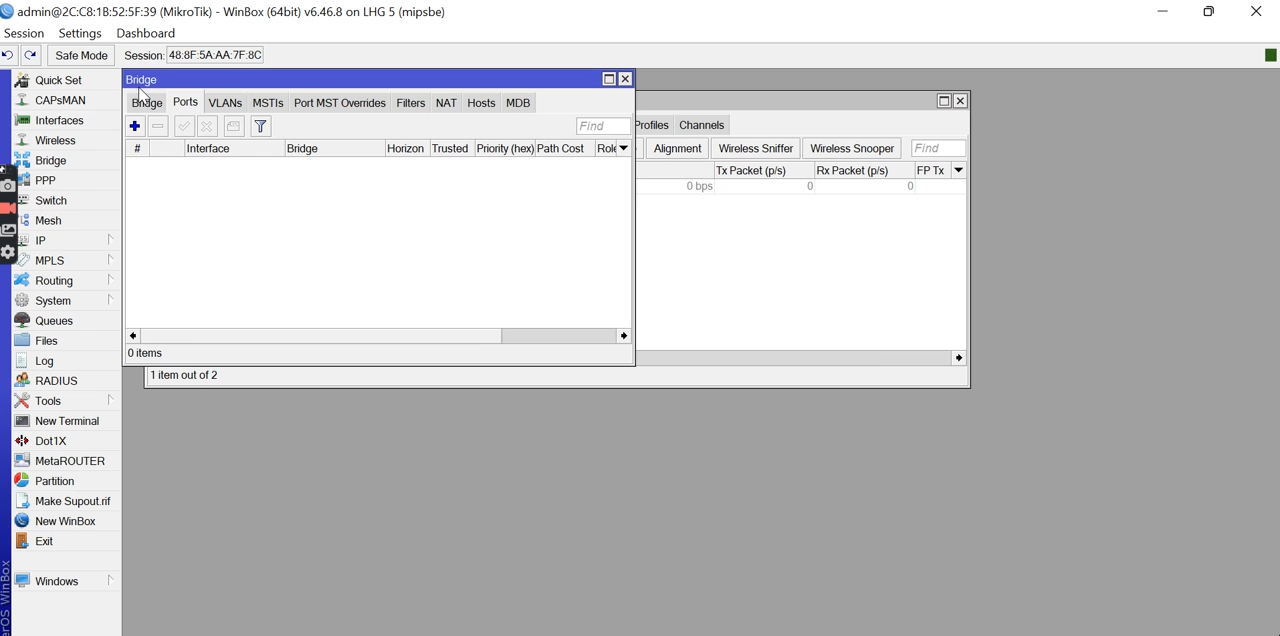 admin@2C:C8:1B:52:5F:39 (MikroTik) - WinBox (64bit) v6.46.8 on LHG 5 (mipsbe)
Session Settings Dashboard
Safe Mode Session: 48:8F:5A:AA:7F:8C
Quick Set
CAPsMAN
Interfaces
Wireless
Bridge
PPP
Switch
Mesh
IP
MPLS
Routing
System
Queues
Files
Log
RADIUS
Tools
New Terminal
Dot1X
MetaROUTER
Partition
Make Supout.rif
New WinBox
Exit
Windows
WinBox
Bridge
Bridge Ports VLANs MSTIs Port MST Overrides Filters NAT Hosts MDB
Find
# Interface Bridge Horizon Trusted Priority (hex) Path Cost Role
0 items
Profiles Channels
Alignment Wireless Sniffer Wireless Snooper Find
Tx Packet (p/s) Rx Packet (p/s) FP Tx
0 bps 0 0
1 item out of 2